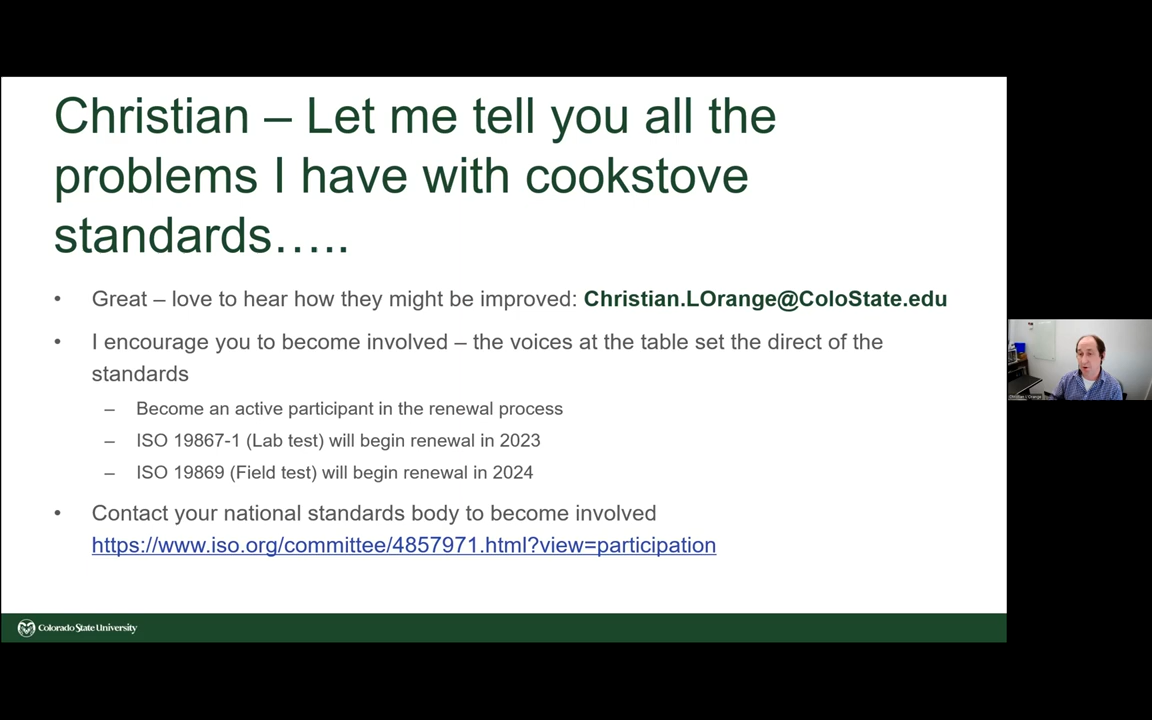 Christian – Let me tell you all the
problems I have with cookstove
standards…..
• Great – love to hear how they might be improved: Christian.LOrange@ColoState.edu
• I encourage you to become involved – the voices at the table set the direct of the
standards
– Become an active participant in the renewal process
– ISO 19867-1 (Lab test) will begin renewal in 2023
– ISO 19869 (Field test) will begin renewal in 2024
• Contact your national standards body to become involved
https://www.iso.org/committee/4857971.html?view=participation
Colorado State University
Christian L'Orange